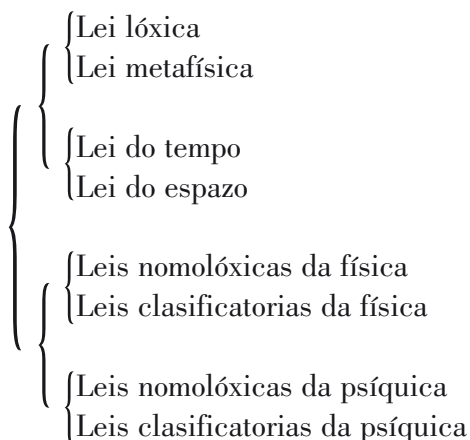 Lei lóxica
Lei metafísica
Lei do tempo
Lei do espazo
Leis nomolóxicas da física
Leis clasificatorias da física
Leis nomolóxicas da psíquica
Leis clasificatorias da psíquica